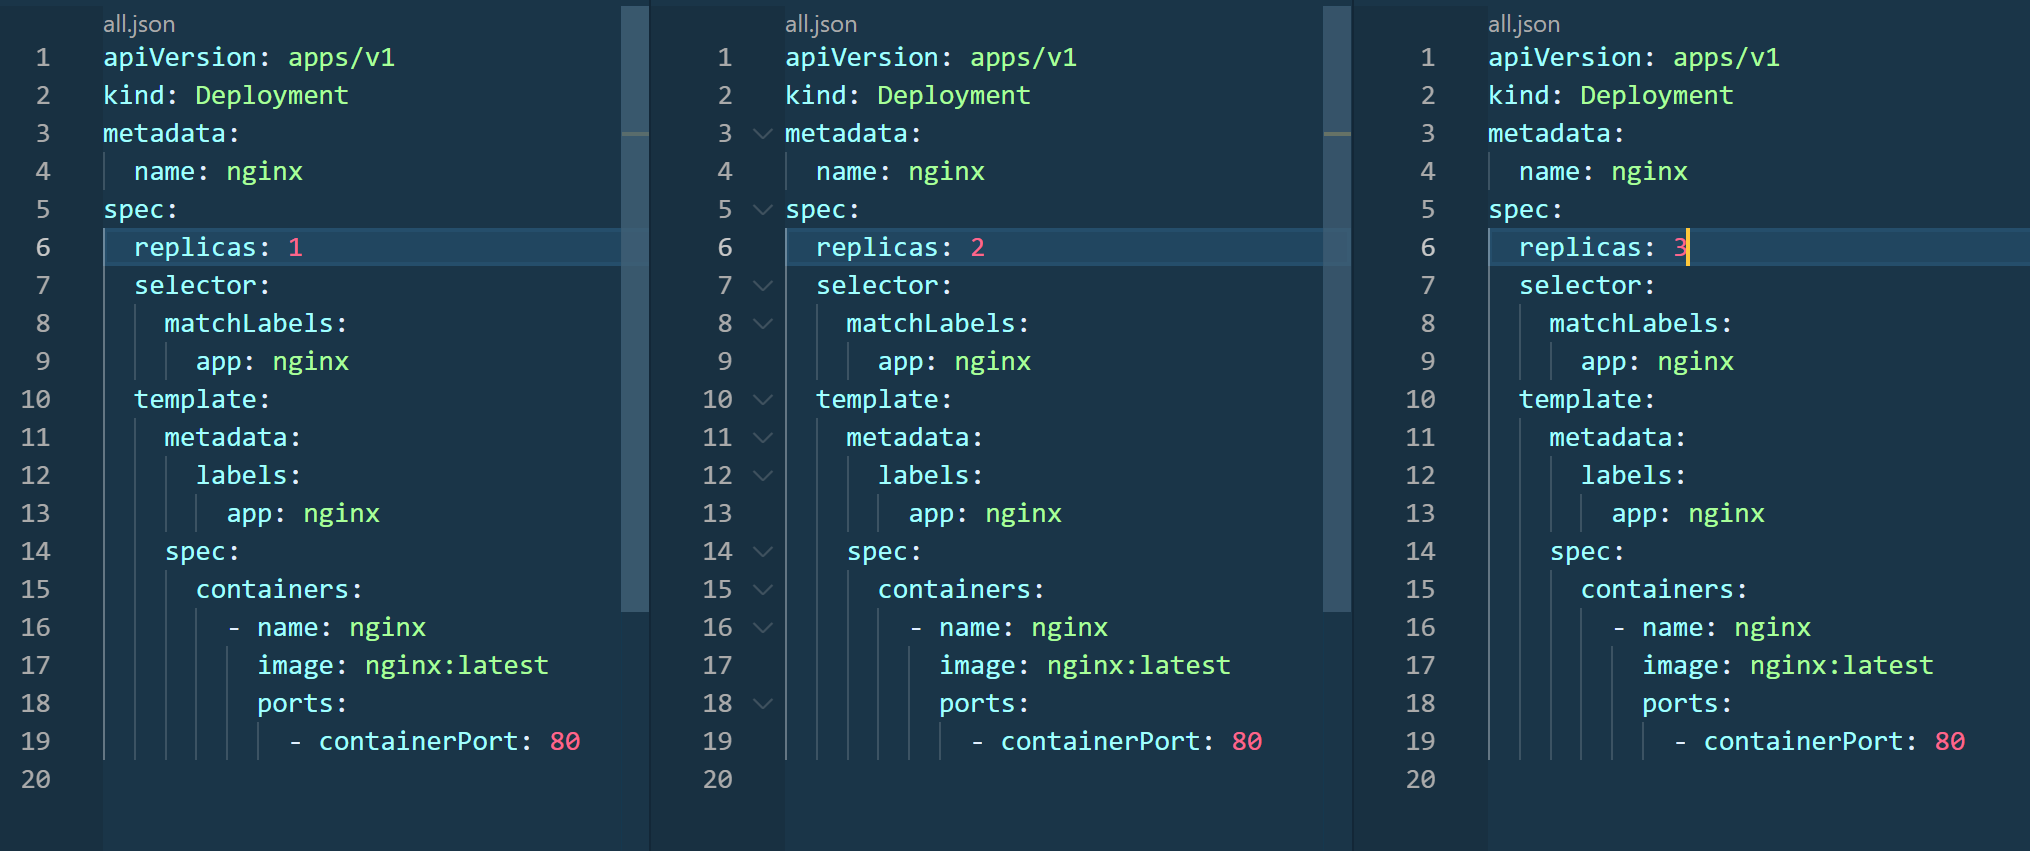 all.json
1 apiVersion: apps/v1
2 kind: Deployment
3 metadata:
4   name: nginx
5 spec:
6   replicas: 1
7   selector:
8     matchLabels:
9       app: nginx
10   template:
11     metadata:
12       labels:
13         app: nginx
14     spec:
15       containers:
16         - name: nginx
17           image: nginx:latest
18           ports:
19             - containerPort: 80
20
all.json
1 apiVersion: apps/v1
2 kind: Deployment
3 metadata:
4   name: nginx
5 spec:
6   replicas: 2
7   selector:
8     matchLabels:
9       app: nginx
10   template:
11     metadata:
12       labels:
13         app: nginx
14     spec:
15       containers:
16         - name: nginx
17           image: nginx:latest
18           ports:
19             - containerPort: 80
20
all.json
1 apiVersion: apps/v1
2 kind: Deployment
3 metadata:
4   name: nginx
5 spec:
6   replicas: 3
7   selector:
8     matchLabels:
9       app: nginx
10   template:
11     metadata:
12       labels:
13         app: nginx
14     spec:
15       containers:
16         - name: nginx
17           image: nginx:latest
18           ports:
19             - containerPort: 80
20